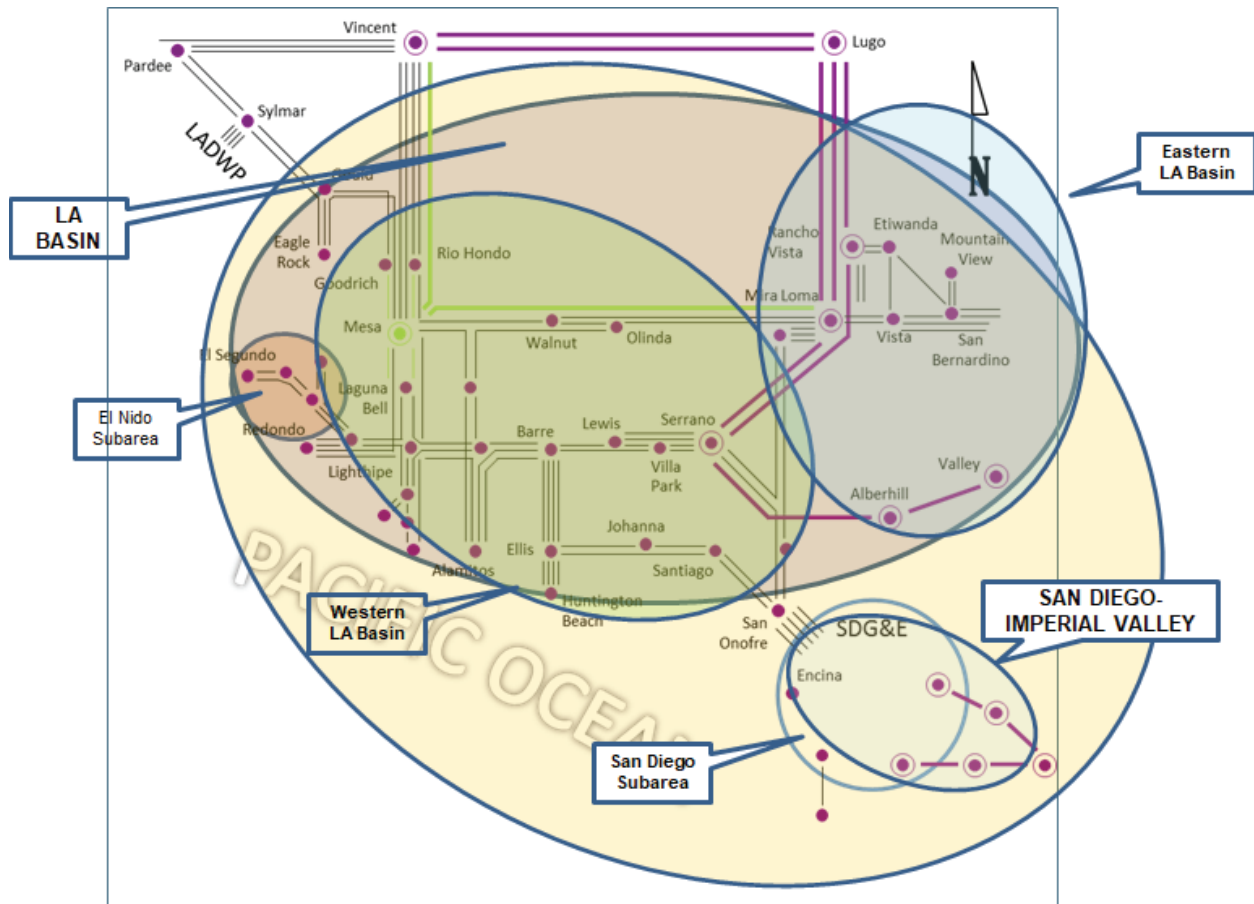 Vincent
Lugo
Pardee
Sylmar
LADWP
N
Eastern
LA Basin
LA
BASIN
Gould
Eagle
Rock
Goodrich
Rio Hondo
Rancho
Vista
Etiwanda
Mountain
View
Mira Loma
Mesa
Walnut
Olinda
Vista
San
Bernardino
El Segundo
El Nido
Subarea
Laguna
Bell
Redondo
Lighthipe
Barre
Lewis
Serrano
Villa
Park
Valley
Alberhill
Johanna
Ellis
Santiago
Alamitos
Huntington
Beach
Western
LA Basin
PACIFIC OCEAN
San
Onofre
SDG&E
SAN DIEGO-
IMPERIAL VALLEY
Encina
San Diego
Subarea